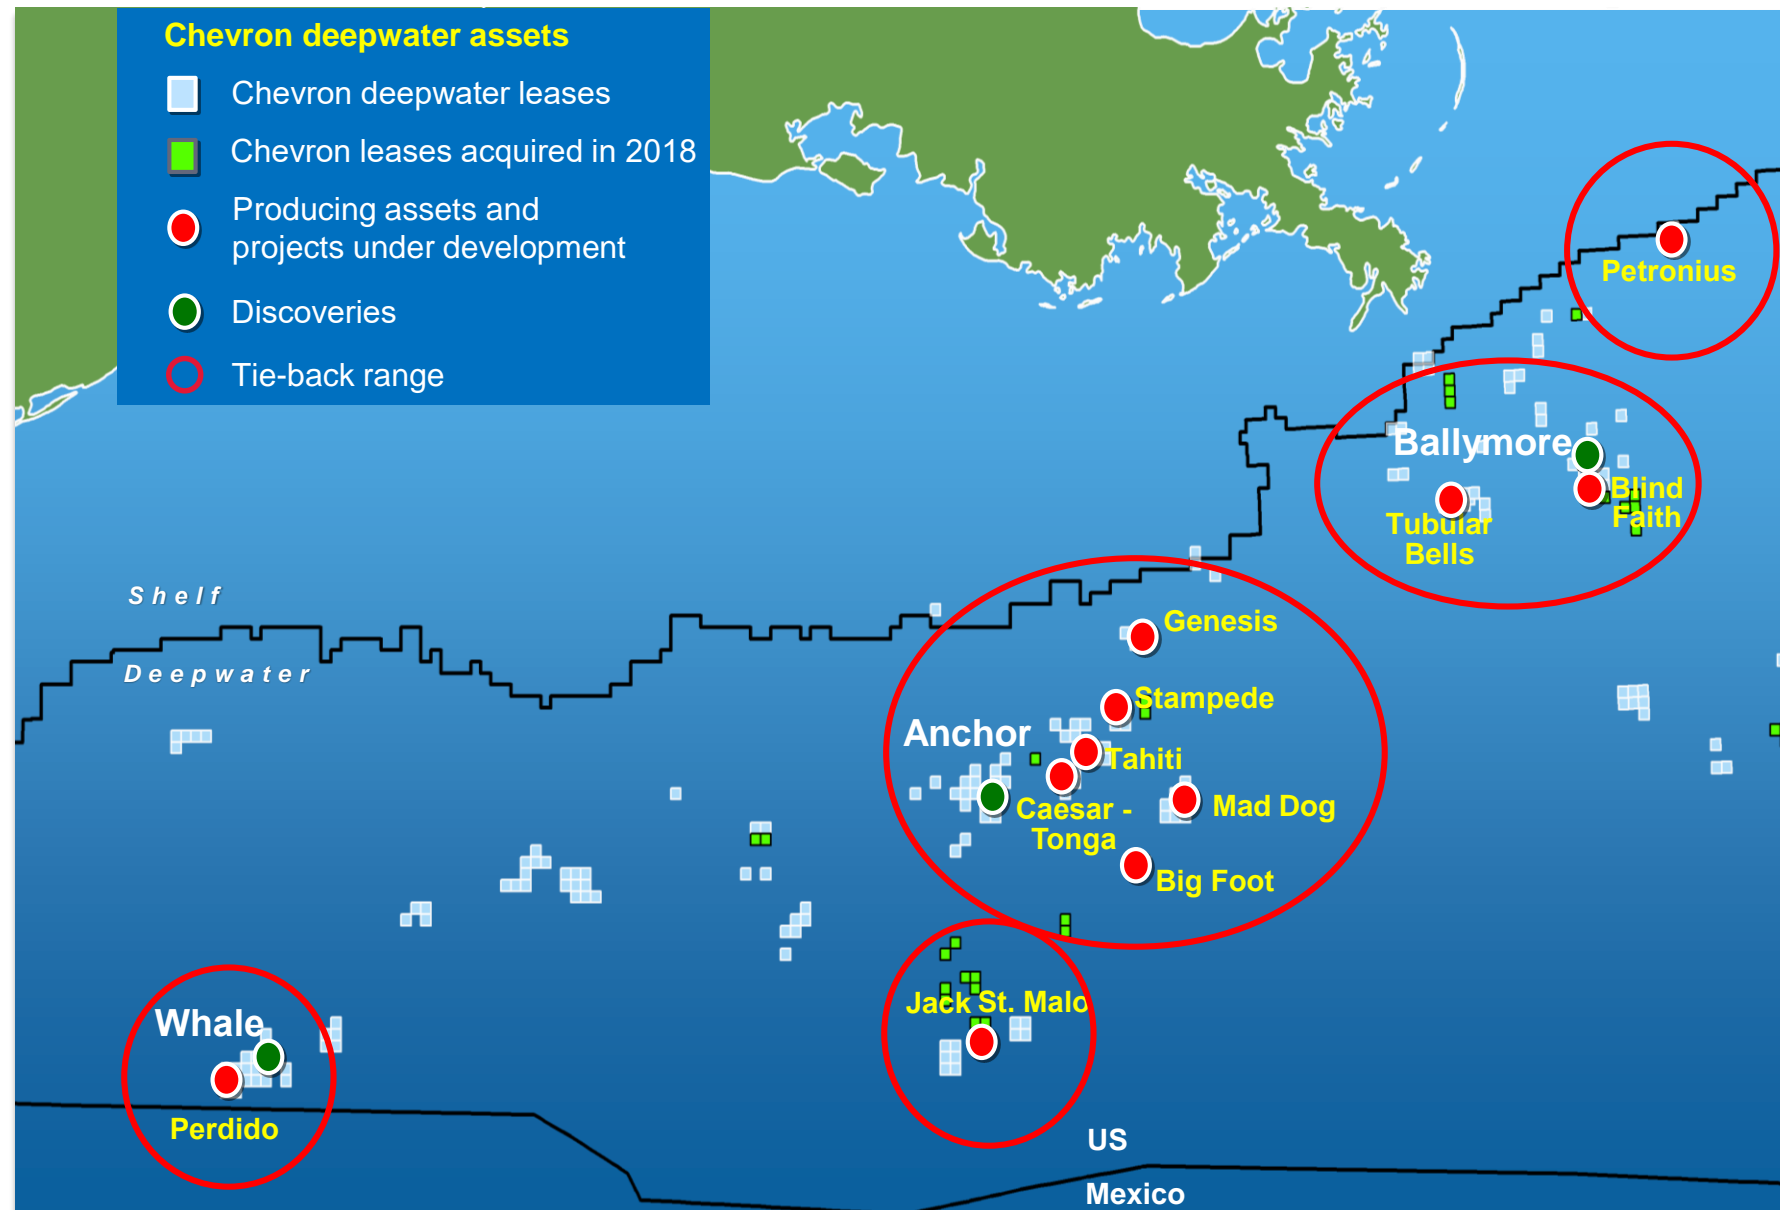 Chevron deepwater assets
Chevron deepwater leases
Chevron leases acquired in 2018
Producing assets and
projects under development
Discoveries
Tie-back range
Petronius
Ballymore
Blind
Faith
Tubular
Bells
Shelf
Deepwater
Genesis
Stampede
Anchor
Tahiti
Caesar -
Tonga
Mad Dog
Big Foot
Jack St. Malo
Whale
Perdido
US
Mexico